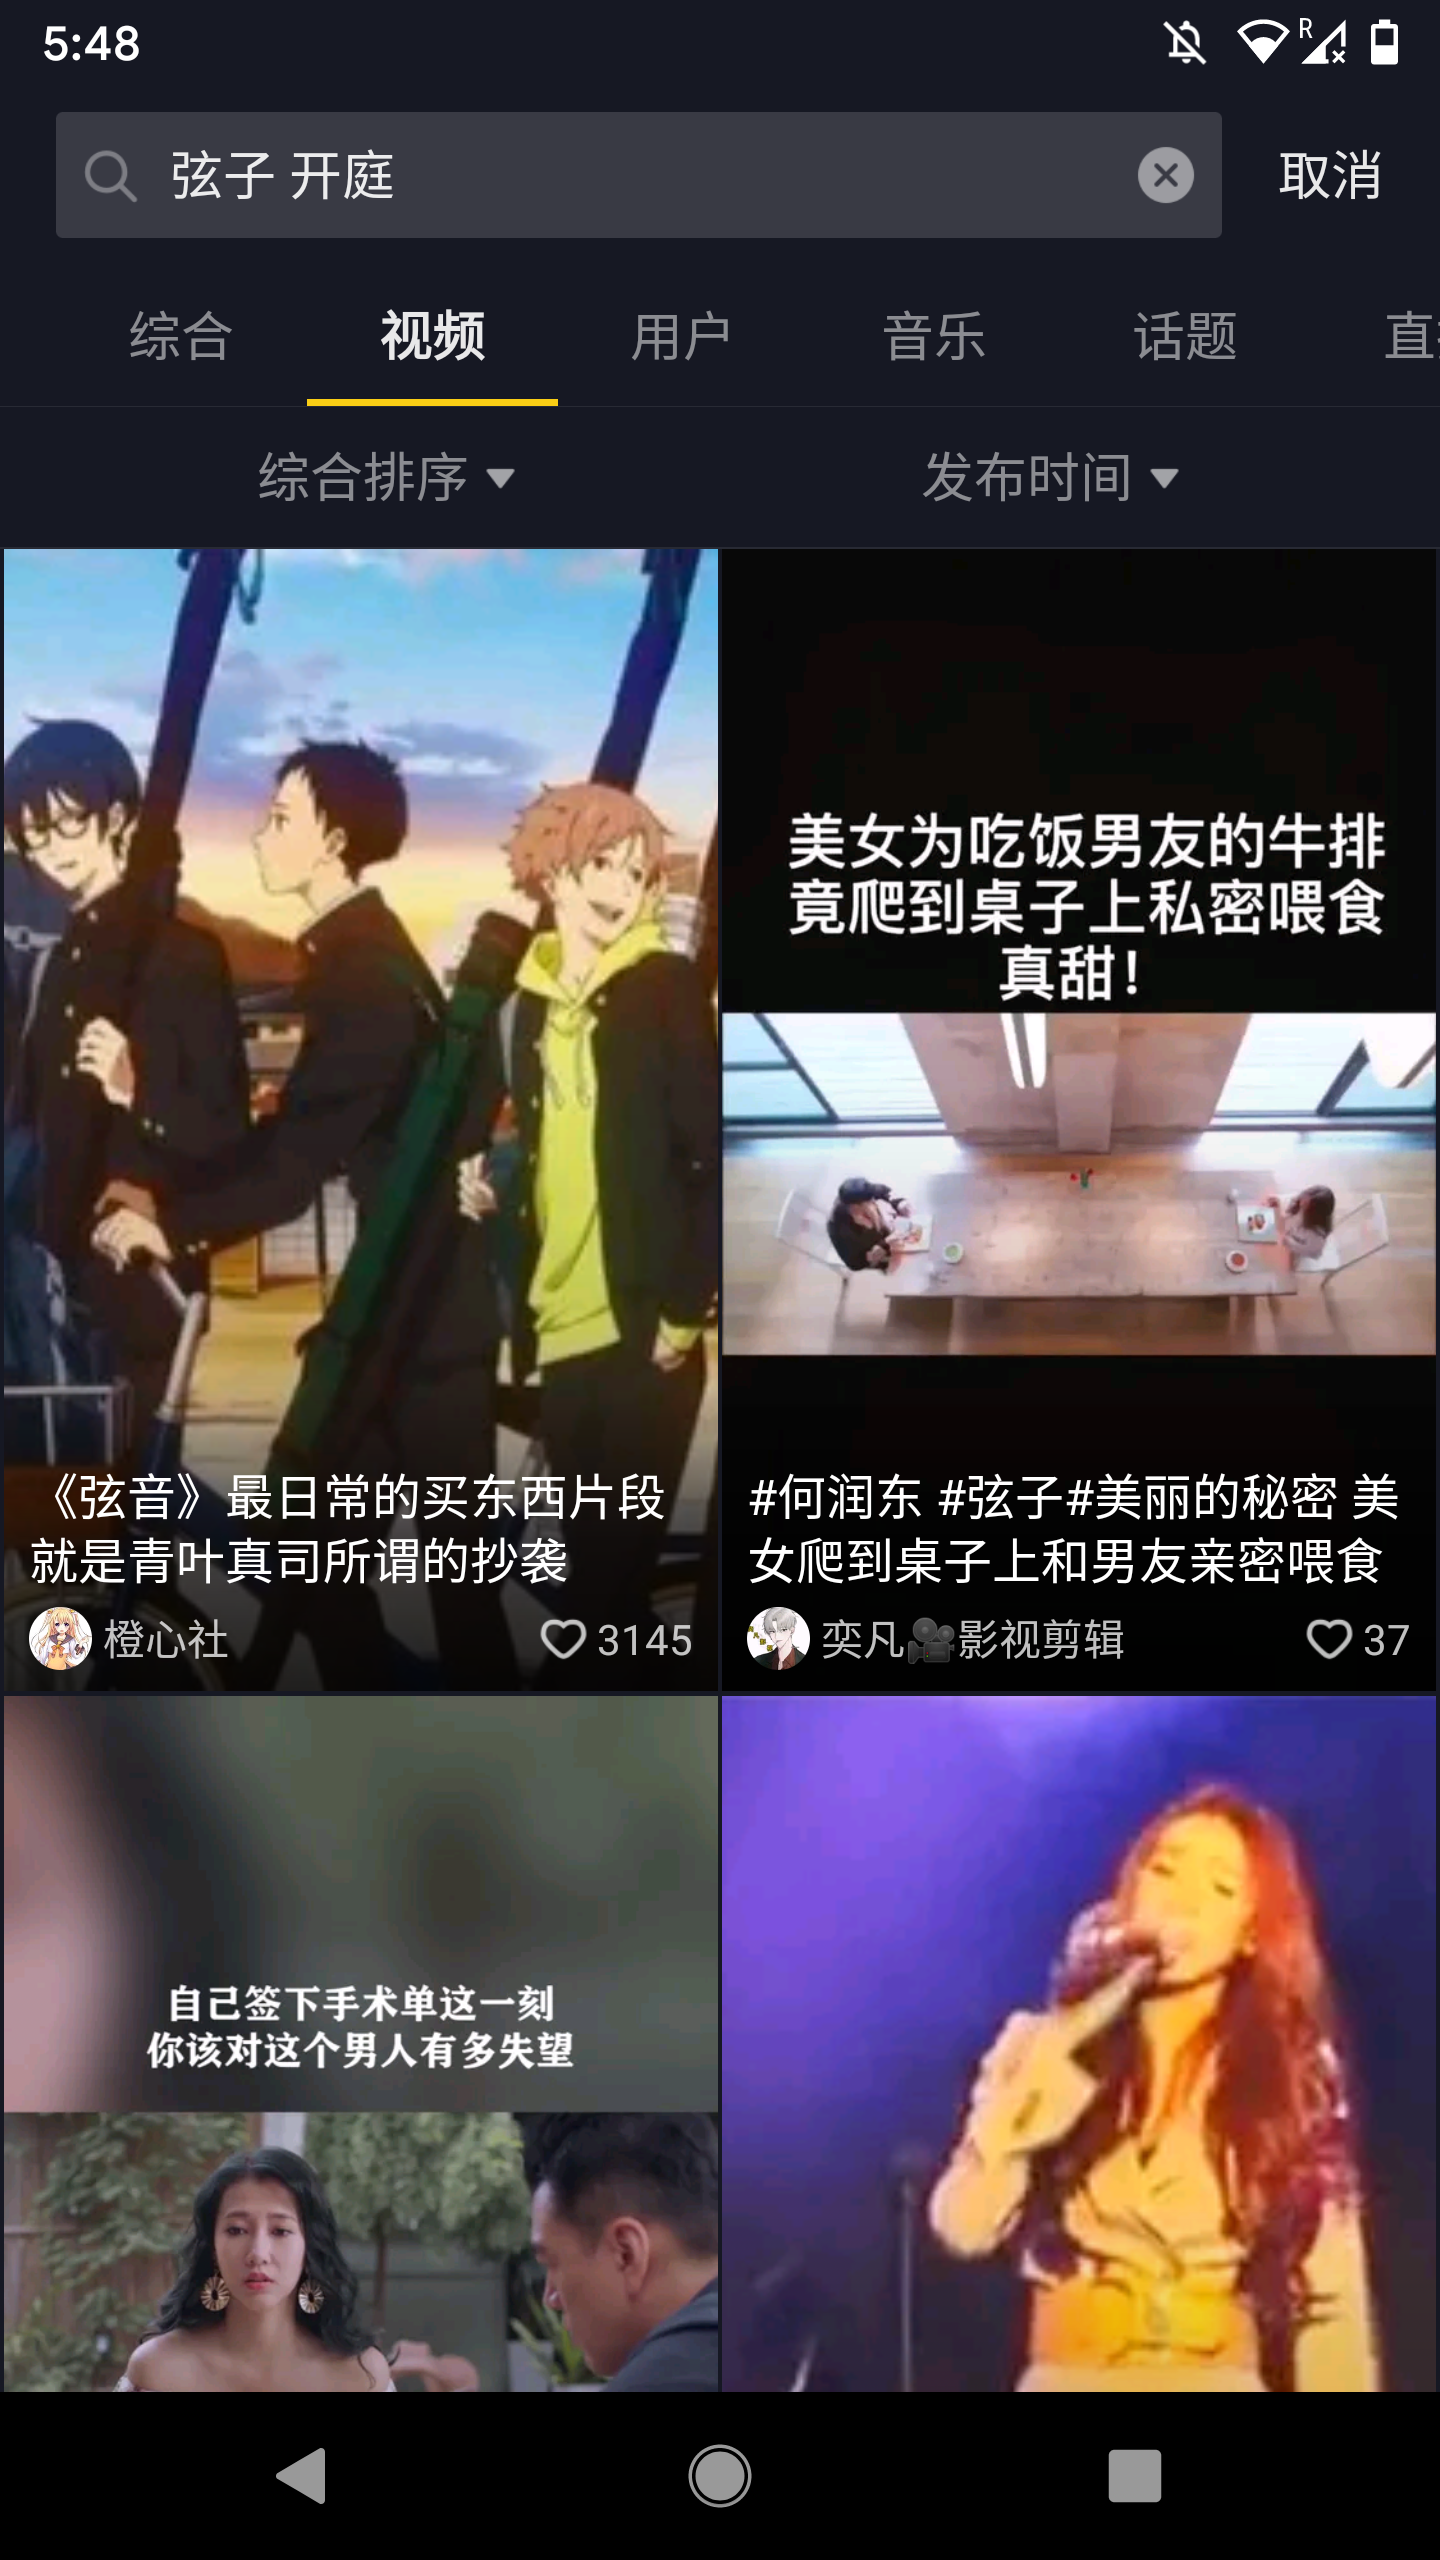 5:48
R
弦子 开庭
取消
综合 视频 用户 音乐 话题
综合排序 发布时间
美女为吃饭男友的牛排
竟爬到桌子上私密喂食
真甜！
《弦音》最日常的买东西片段
就是青叶真司所谓的抄袭
橙心社 3145
#何润东 #弦子#美丽的秘密 美
女爬到桌子上和男友亲密喂食
奕凡🎥影视剪辑 37
自己签下手术单这一刻
你该对这个男人有多失望